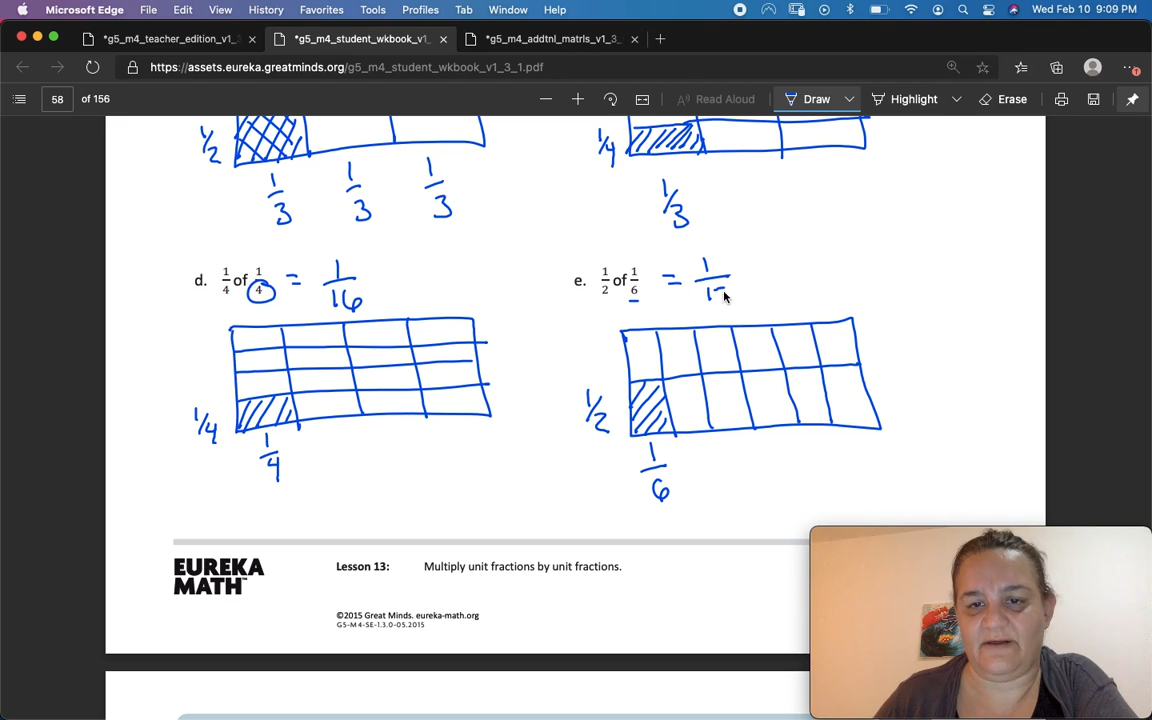 Microsoft Edge File Edit View History Favorites Tools Profiles Tab Window Help Wed Feb 10 9:09 PM
*g5_m4_teacher_edition_v1_3_ *g5_m4_student_wkbook_v1_ *g5_m4_addtnl_matrls_v1_3_
https://assets.eureka.greatminds.org/g5_m4_student_wkbook_v1_3_1.pdf
58 of 156 Read Aloud Draw Highlight Erase
1/2 1/4
1/3 1/3 1/3 1/3
d. 1/4 of 1/4 = 1/16 e. 1/2 of 1/6 =
1/4 1/2
1/4 1/6
EUREKA MATH™
Lesson 13: Multiply unit fractions by unit fractions.
©2015 Great Minds. eureka-math.org
G5-M4-SE-1.3.0-05.2015